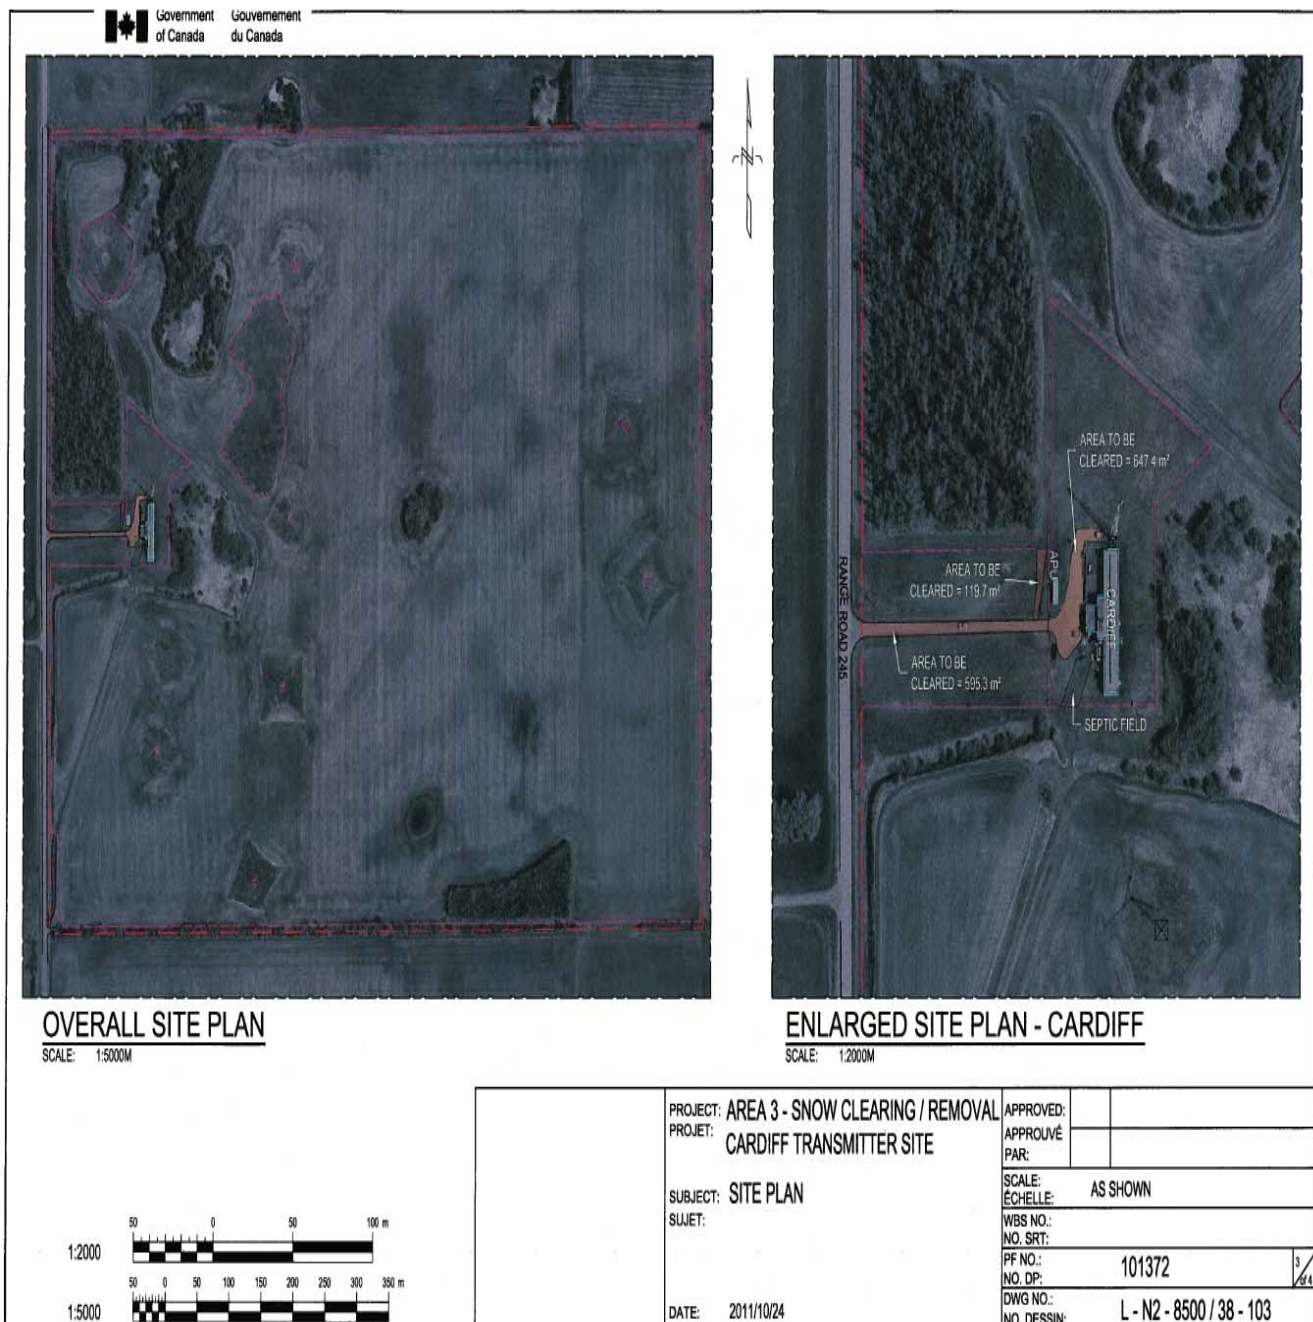 Government Gouvernement
of Canada du Canada
AREA TO BE
CLEARED = 647.4 m²
AREA TO BE
CLEARED = 119.7 m²
APU
CARDIFF
RANGE ROAD 245
AREA TO BE
CLEARED = 595.3 m²
SEPTIC FIELD
OVERALL SITE PLAN
SCALE: 1:5000M
ENLARGED SITE PLAN - CARDIFF
SCALE: 1:2000M
PROJECT: AREA 3 - SNOW CLEARING / REMOVAL
PROJET: CARDIFF TRANSMITTER SITE
SUBJECT: SITE PLAN
SUJET:
DATE: 2011/10/24
APPROVED:
APPROUVÉ
PAR:
SCALE:
ÉCHELLE: AS SHOWN
WBS NO.:
NO. SRT:
PF NO.:
NO. DP: 101372
3
of 4
DWG NO.:
NO. DESSIN: L - N2 - 8500 / 38 - 103
50 0 50 100 m
1:2000
50 0 50 100 150 200 250 300 350 m
1:5000